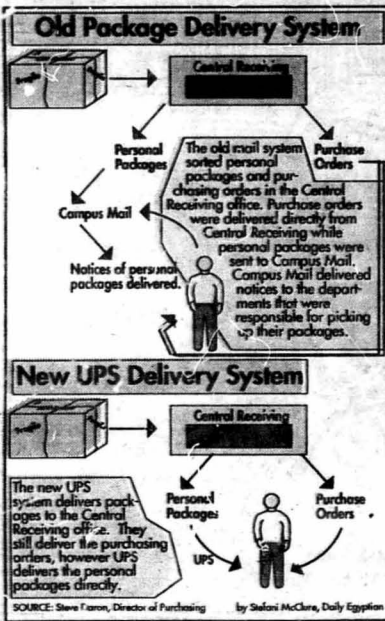 Old Package Delivery System
Fragile
Central Receiving
Personal
Packages
Purchase
Orders
The old mail system
sorted personal
packages and pur-
chasing orders in the Central
Receiving office. Purchase orders
were delivered directly from
Central Receiving while
personal packages were
sent to Campus Mail.
Campus Mail delivered
notices to the depart-
ments that were
responsible for picking
up their packages.
Campus Mail
Notices of personal
packages delivered.
New UPS Delivery System
Fragile
Central Receiving
The new UPS
system delivers pack-
ages to the Central
Receiving office. They
still deliver the purchasing
orders, however UPS
delivers the personal
packages directly.
Personal
Packages
Purchase
Orders
UPS
SOURCE: Steve Director of Purchasing
by Stefani McClure, Daily Egyptian